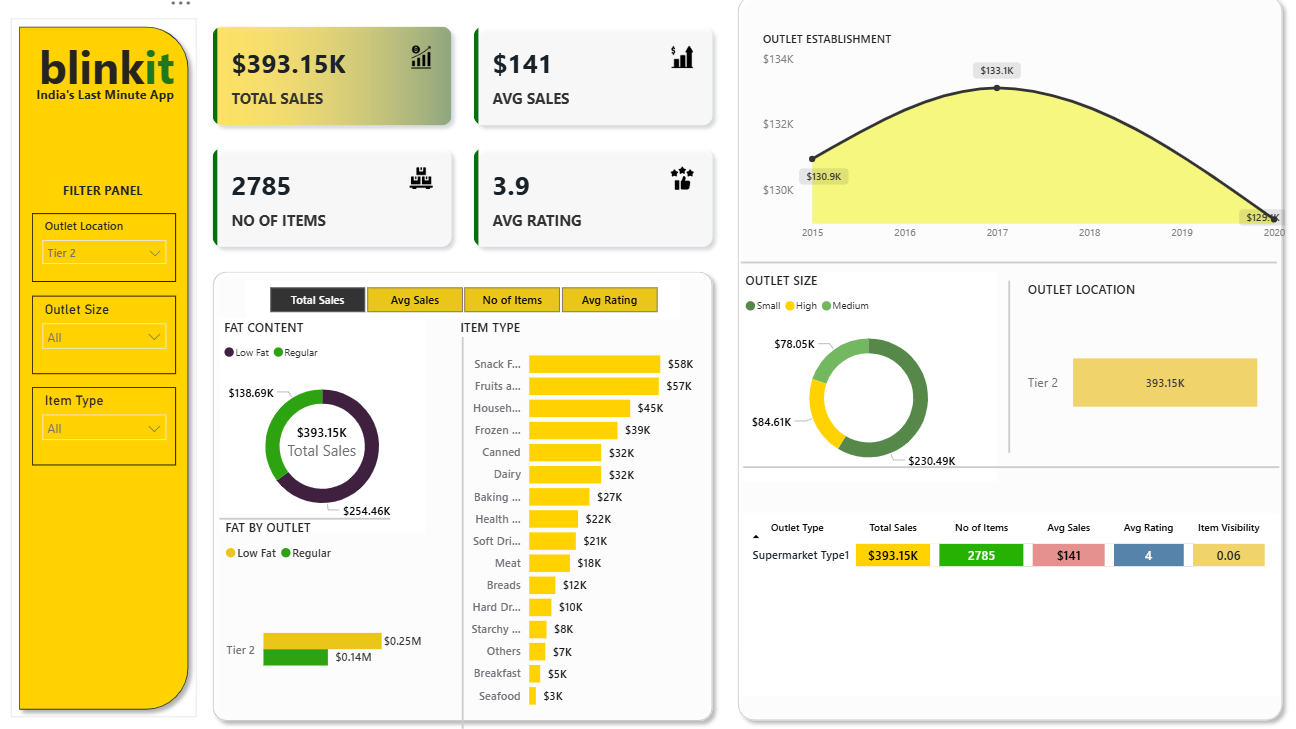 blinkit
India's Last Minute App
FILTER PANEL
Outlet Location
Tier 2
Outlet Size
All
Item Type
All
$393.15K
TOTAL SALES
$141
AVG SALES
2785
NO OF ITEMS
3.9
AVG RATING
Total Sales Avg Sales No of Items Avg Rating
FAT CONTENT
Low Fat Regular
$138.69K
$393.15K
Total Sales
$254.46K
FAT BY OUTLET
Low Fat Regular
Tier 2
$0.25M
$0.14M
ITEM TYPE
Snack F... $58K
Fruits a... $57K
Househ... $45K
Frozen ... $39K
Canned $32K
Dairy $32K
Baking ... $27K
Health ... $22K
Soft Dri... $21K
Meat $18K
Breads $12K
Hard Dr... $10K
Starchy ... $8K
Others $7K
Breakfast $5K
Seafood $3K
OUTLET ESTABLISHMENT
$134K
$132K
$130K
$130.9K
$133.1K
2015 2016 2017 2018 2019 2020
OUTLET SIZE
Small High Medium
$78.05K
$84.61K
$230.49K
OUTLET LOCATION
Tier 2 393.15K
Outlet Type Total Sales No of Items Avg Sales Avg Rating Item Visibility
Supermarket Type1 $393.15K 2785 $141 4 0.06